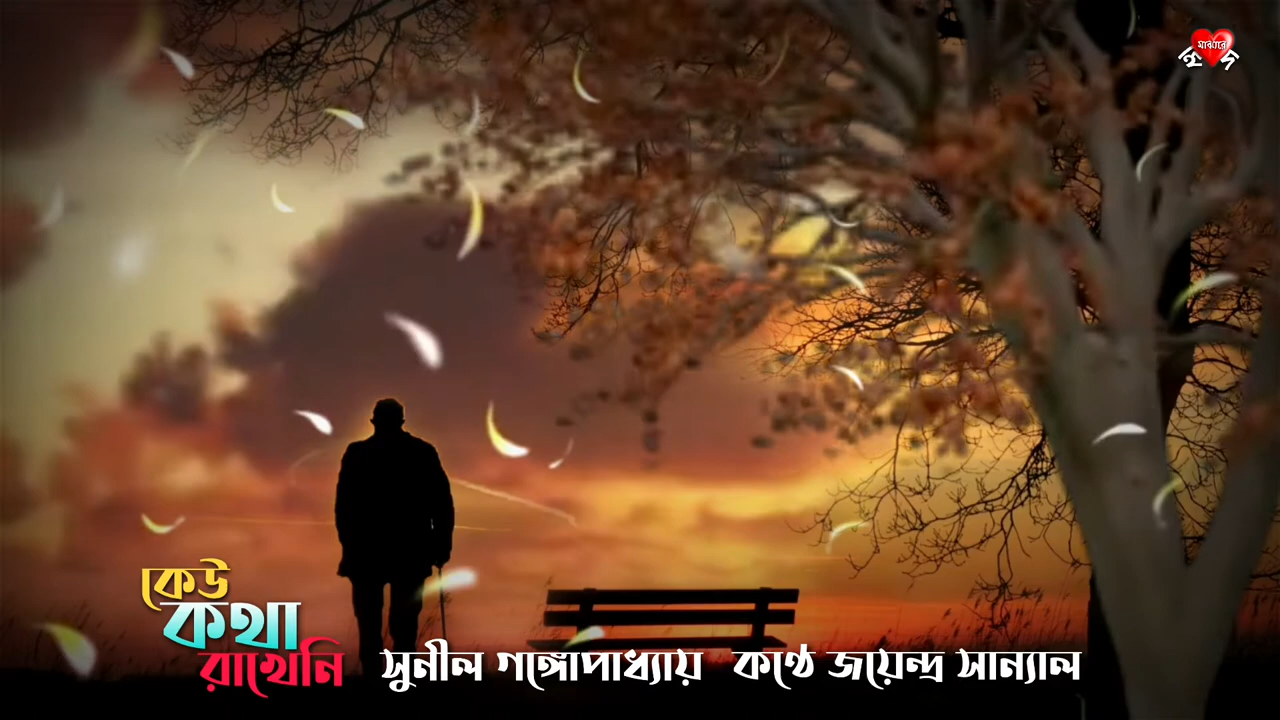 মাঝারে
হৃদ
কেউ
কথা
রাখেনি
সুনীল গঙ্গোপাধ্যায় কণ্ঠে জয়েন্দ্র সান্যাল